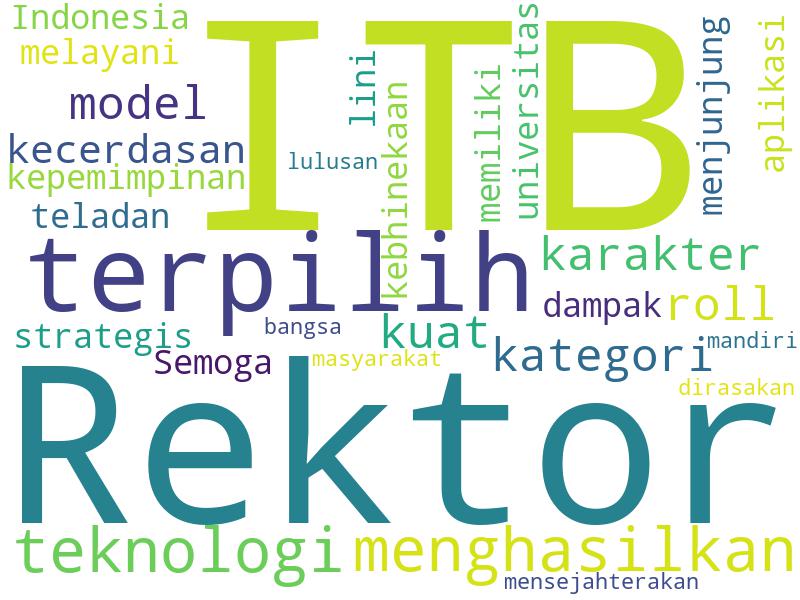 Indonesia
melayani
ITB
model
lini
kebhinekaan
memiliki
universitas
menjunjung
aplikasi
kecerdasan
lulusan
kepemimpinan
teladan
terpilih
karakter
dampak
roll
strategis
bangsa
kuat
kategori
mandiri
Semoga
masyarakat
dirasakan
Rektor
teknologi
menghasilkan
mensejahterakan